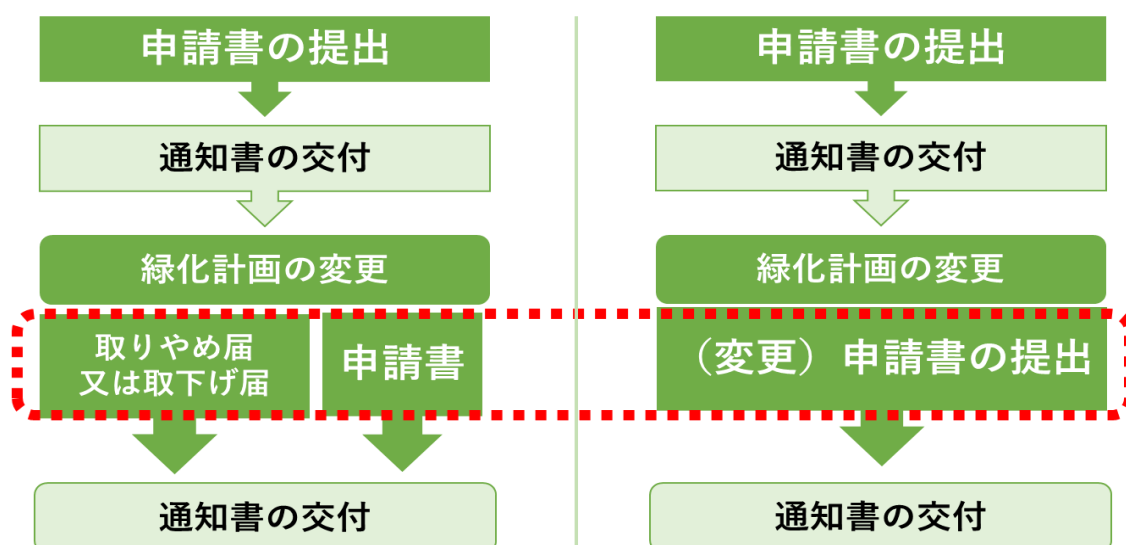 申請書の提出
通知書の交付
緑化計画の変更
取りやめ届
又は取下げ届
申請書
通知書の交付
申請書の提出
通知書の交付
緑化計画の変更
（変更）申請書の提出
通知書の交付